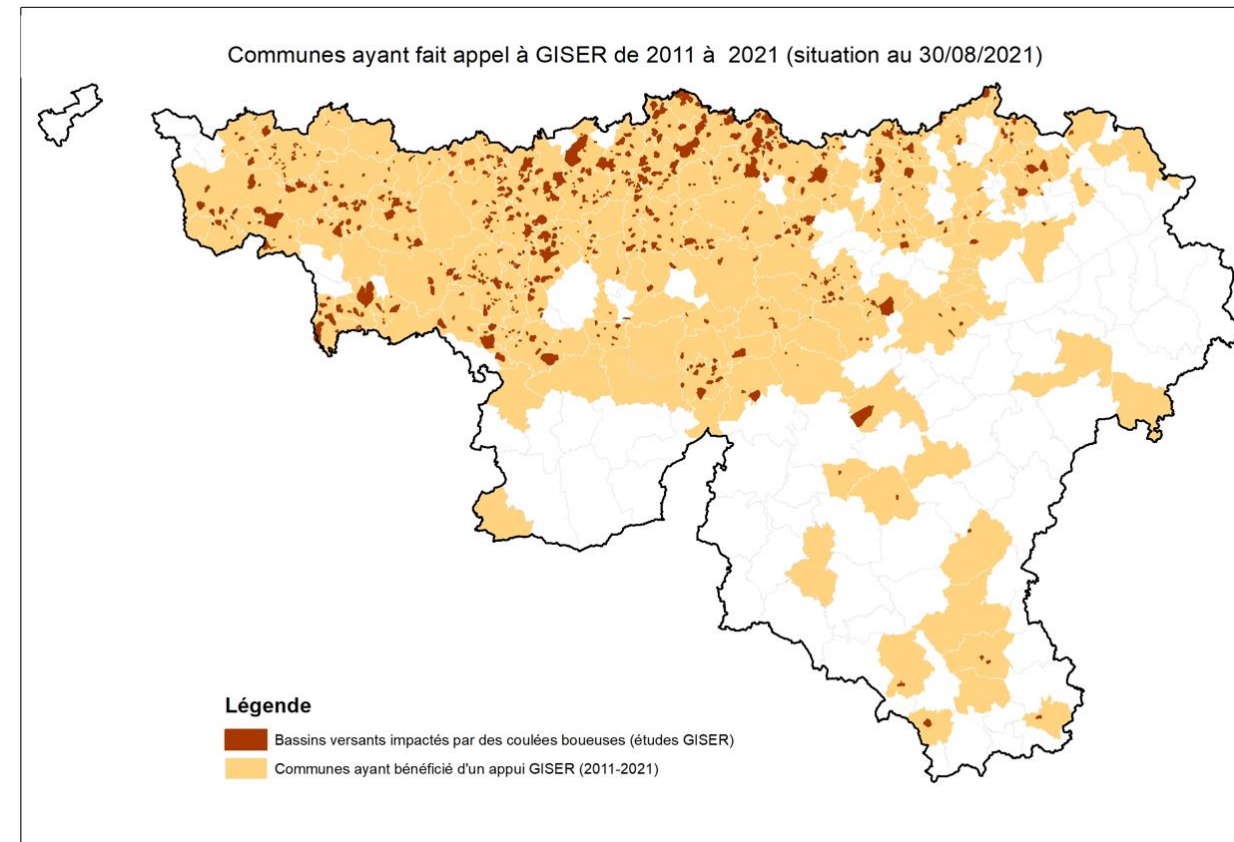 Communes ayant fait appel à GISER de 2011 à 2021 (situation au 30/08/2021)
Légende
Bassins versants impactés par des coulées boueuses (études GISER)
Communes ayant bénéficié d'un appui GISER (2011-2021)